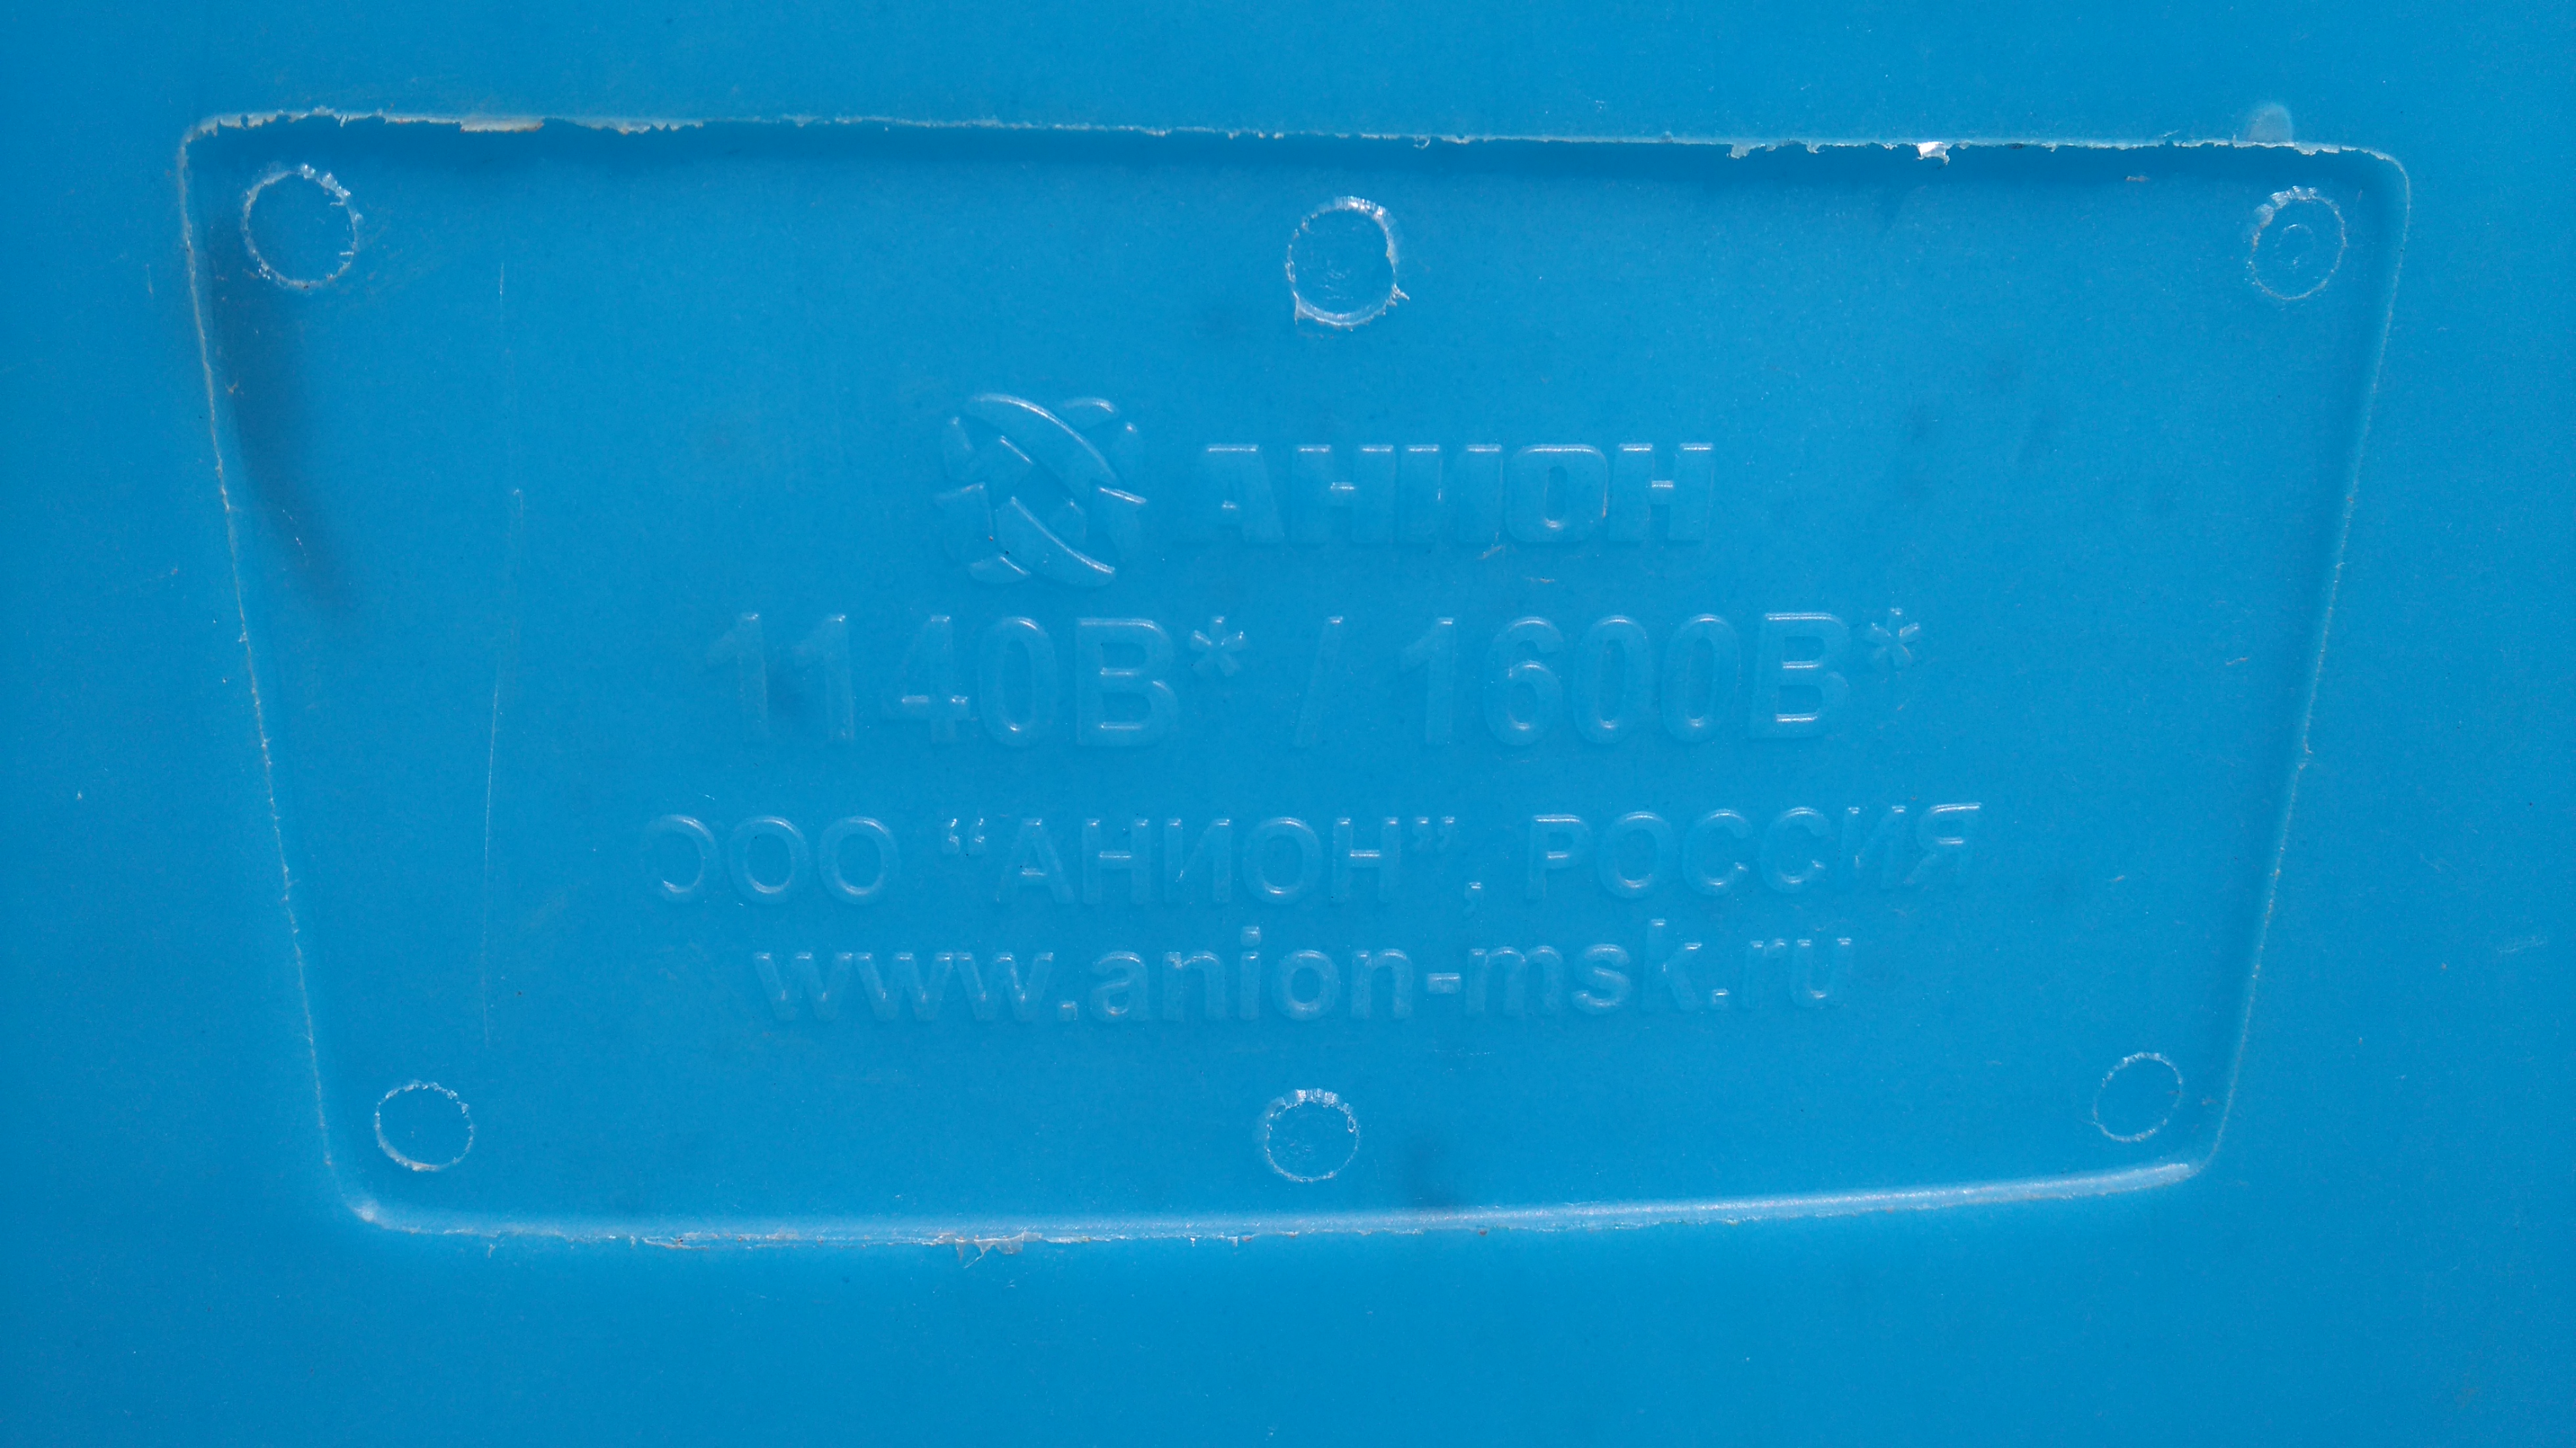 АНИОН
1140В* / 1600В*
ООО “АНИОН”, РОССИЯ
www.anion-msk.ru